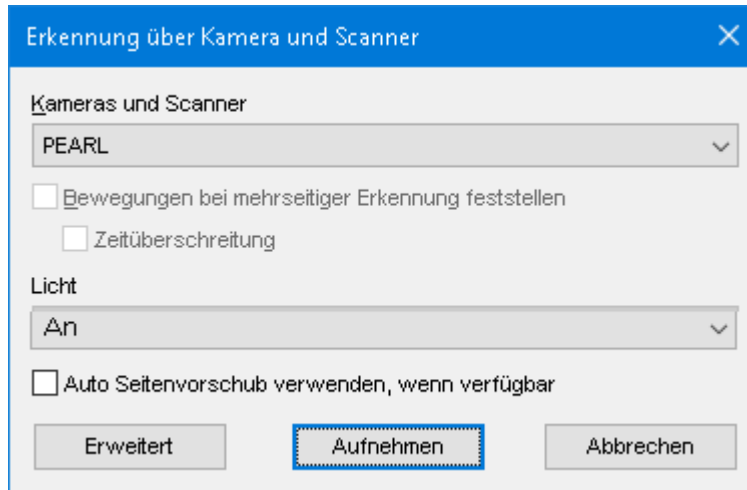 Erkennung über Kamera und Scanner
Kameras und Scanner
PEARL
Bewegungen bei mehrseitiger Erkennung feststellen
Zeitüberschreitung
Licht
An
Auto Seitenvorschub verwenden, wenn verfügbar
Erweitert Aufnehmen Abbrechen